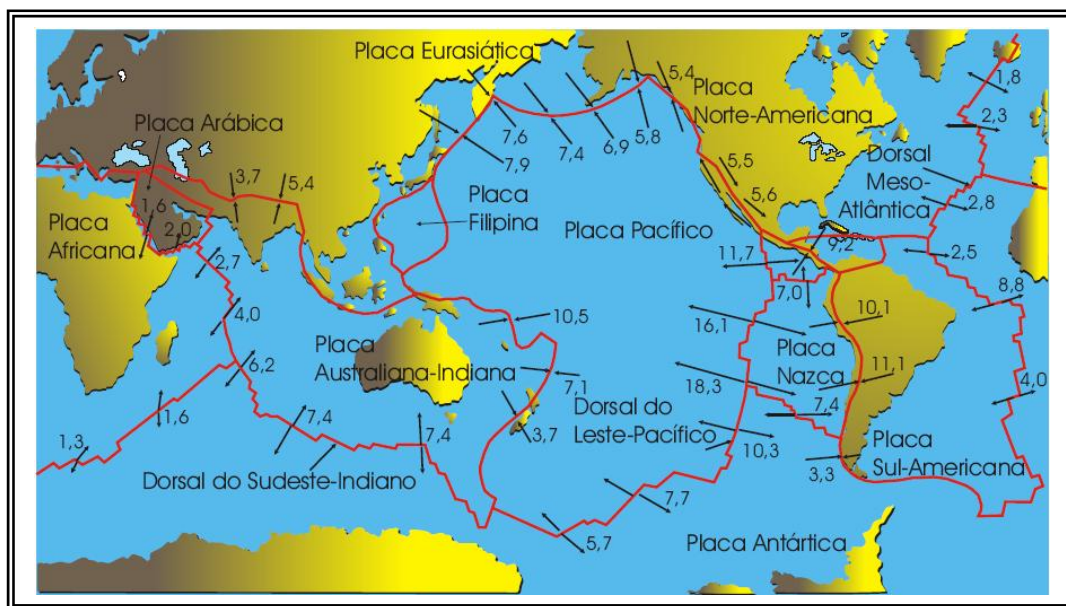 Placa Eurasiática
5,4
Placa
Norte-Americana
1,8
2,3
Placa Arábica
7,6
7,9
7,4
6,9
5,8
Dorsal
Meso-
Atlântica
3,7
5,4
5,5
5,6
2,8
Placa
Africana
1,6
2,0
2,7
Placa
Filipina
Placa Pacífico
11,7
9,2
2,5
7,0
8,8
4,0
10,5
16,1
10,1
Placa
Australiana-Indiana
Placa
Nazca
6,2
7,1
18,3
11,1
4,0
1,6
7,4
7,4
3,7
Dorsal do
Leste-Pacífico
7,4
1,3
10,3
Placa
Sul-Americana
3,3
Dorsal do Sudeste-Indiano
7,7
5,7
Placa Antártica